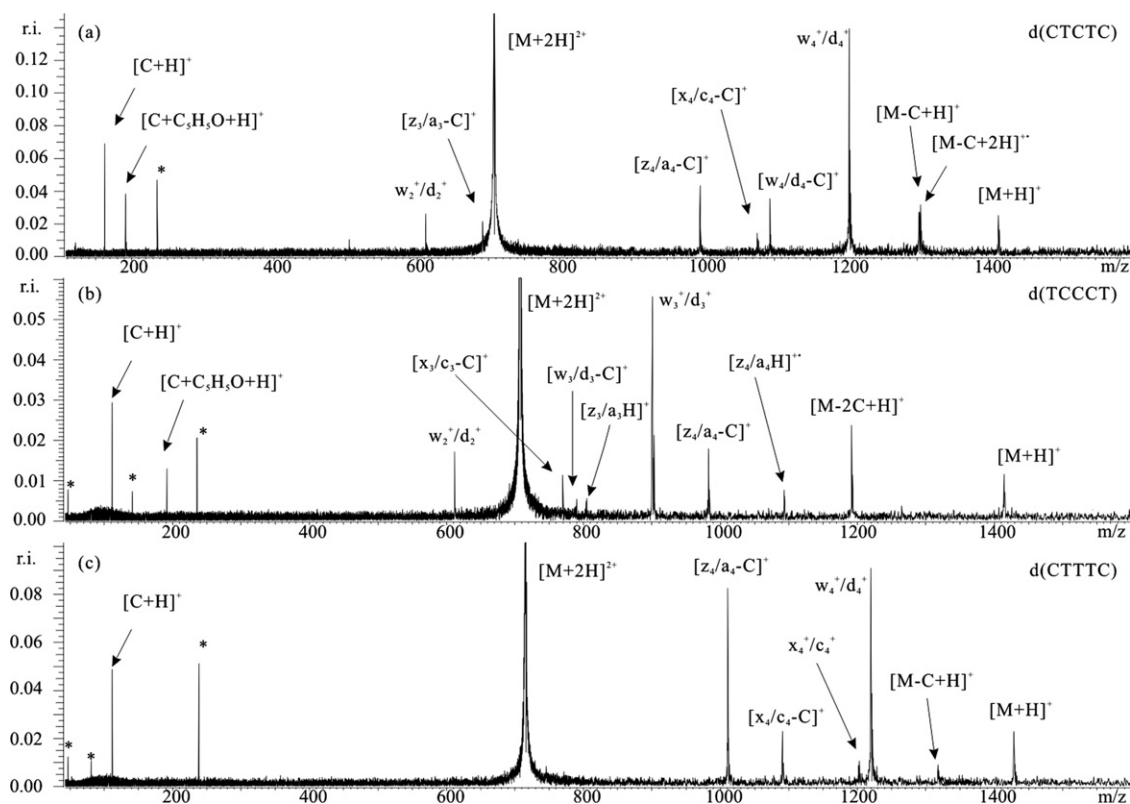 r.i.
(a)
d(CTCTC)
[M+2H]²⁺
w₄⁺/d₄⁺
0.12
[C+H]⁺
0.10
[C+C₅H₅O+H]⁺
[z₃/a₃-C]⁺
[x₄/c₄-C]⁺
[M-C+H]⁺
0.08
[M-C+2H]⁺•
0.06
*
w₂⁺/d₂⁺
[z₄/a₄-C]⁺
[w₄/d₄-C]⁺
[M+H]⁺
0.04
0.02
0.00
200 400 600 800 1000 1200 1400 m/z
r.i.
(b)
d(TCCCT)
[M+2H]²⁺
w₃⁺/d₃⁺
0.05
[C+H]⁺
0.04
[C+C₅H₅O+H]⁺
[x₃/c₃-C]⁺
[w₃/d₃-C]⁺
[z₄/a₄H]⁺•
[M-2C+H]⁺
0.03
*
w₂⁺/d₂⁺
[z₃/a₃H]⁺
[z₄/a₄-C]⁺
[M+H]⁺
0.02
0.01
* *
0.00
200 400 600 800 1000 1200 1400 m/z
r.i.
(c)
d(CTTTC)
[M+2H]²⁺
[z₄/a₄-C]⁺
w₄⁺/d₄⁺
0.08
[C+H]⁺
*
x₄⁺/c₄⁺
0.06
[M-C+H]⁺
0.04
[x₄/c₄-C]⁺
[M+H]⁺
0.02
* *
0.00
200 400 600 800 1000 1200 1400 m/z